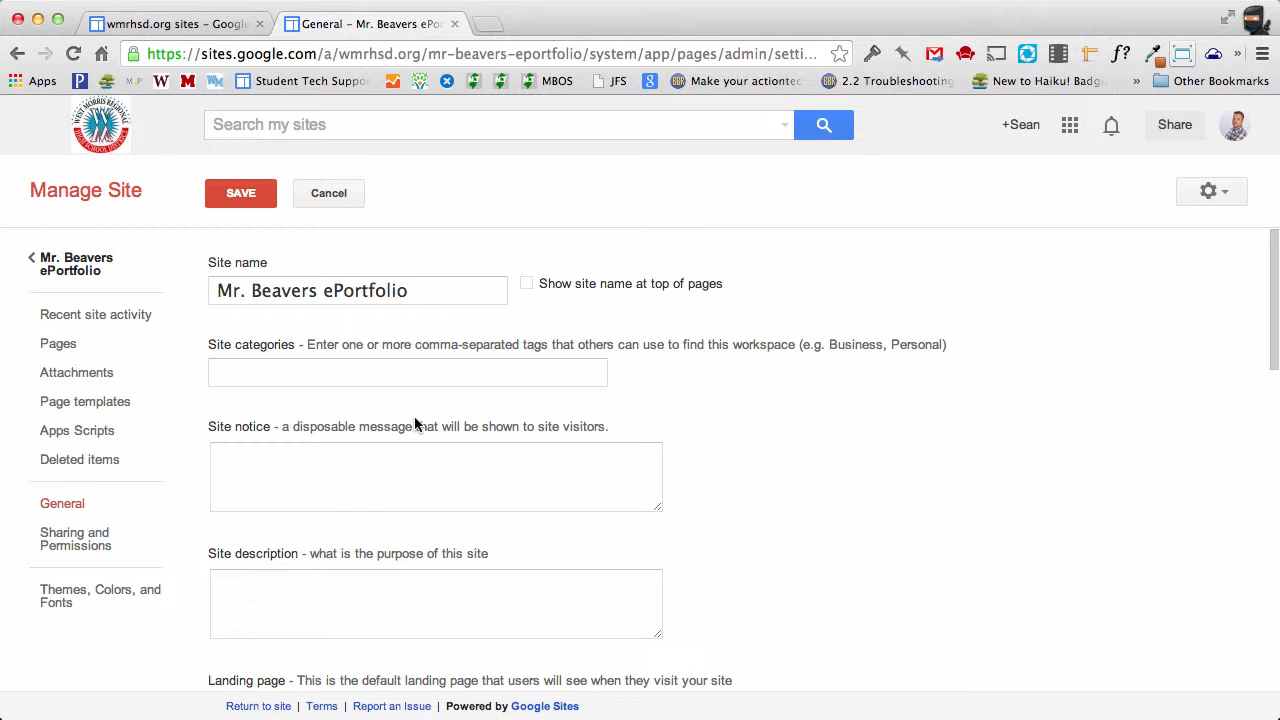 wmrhsd.org sites – Google
General – Mr. Beavers ePor
https://sites.google.com/a/wmrhsd.org/mr-beavers-eportfolio/system/app/pages/admin/setti…
Apps M.P Student Tech Suppo MBOS JFS Make your actionec 2.2 Troubleshooting New to Haiku! Badgi » Other Bookmarks
Search my sites
+Sean
Share
Manage Site
SAVE
Cancel
Mr. Beavers
ePortfolio
Recent site activity
Pages
Attachments
Page templates
Apps Scripts
Deleted items
General
Sharing and
Permissions
Themes, Colors, and
Fonts
Site name
Mr. Beavers ePortfolio
Show site name at top of pages
Site categories - Enter one or more comma-separated tags that others can use to find this workspace (e.g. Business, Personal)
Site notice - a disposable message that will be shown to site visitors.
Site description - what is the purpose of this site
Landing page - This is the default landing page that users will see when they visit your site
Return to site | Terms | Report an Issue | Powered by Google Sites